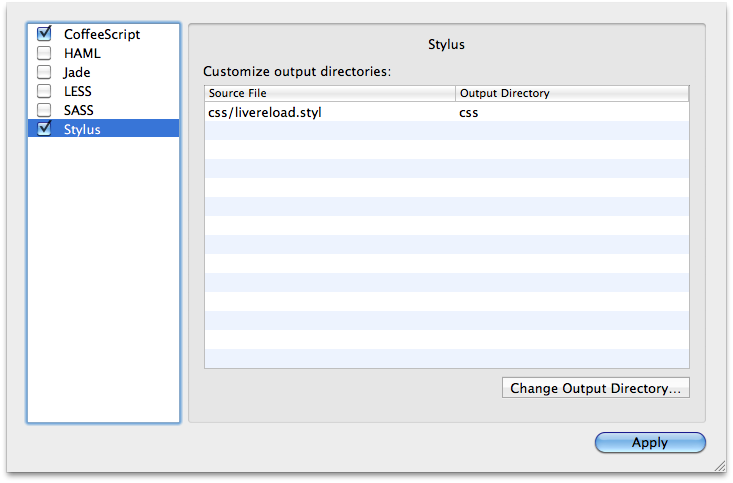 CoffeeScript
HAML
Jade
LESS
SASS
Stylus
Stylus
Customize output directories:
Source File Output Directory
css/livereload.styl css
Change Output Directory...
Apply